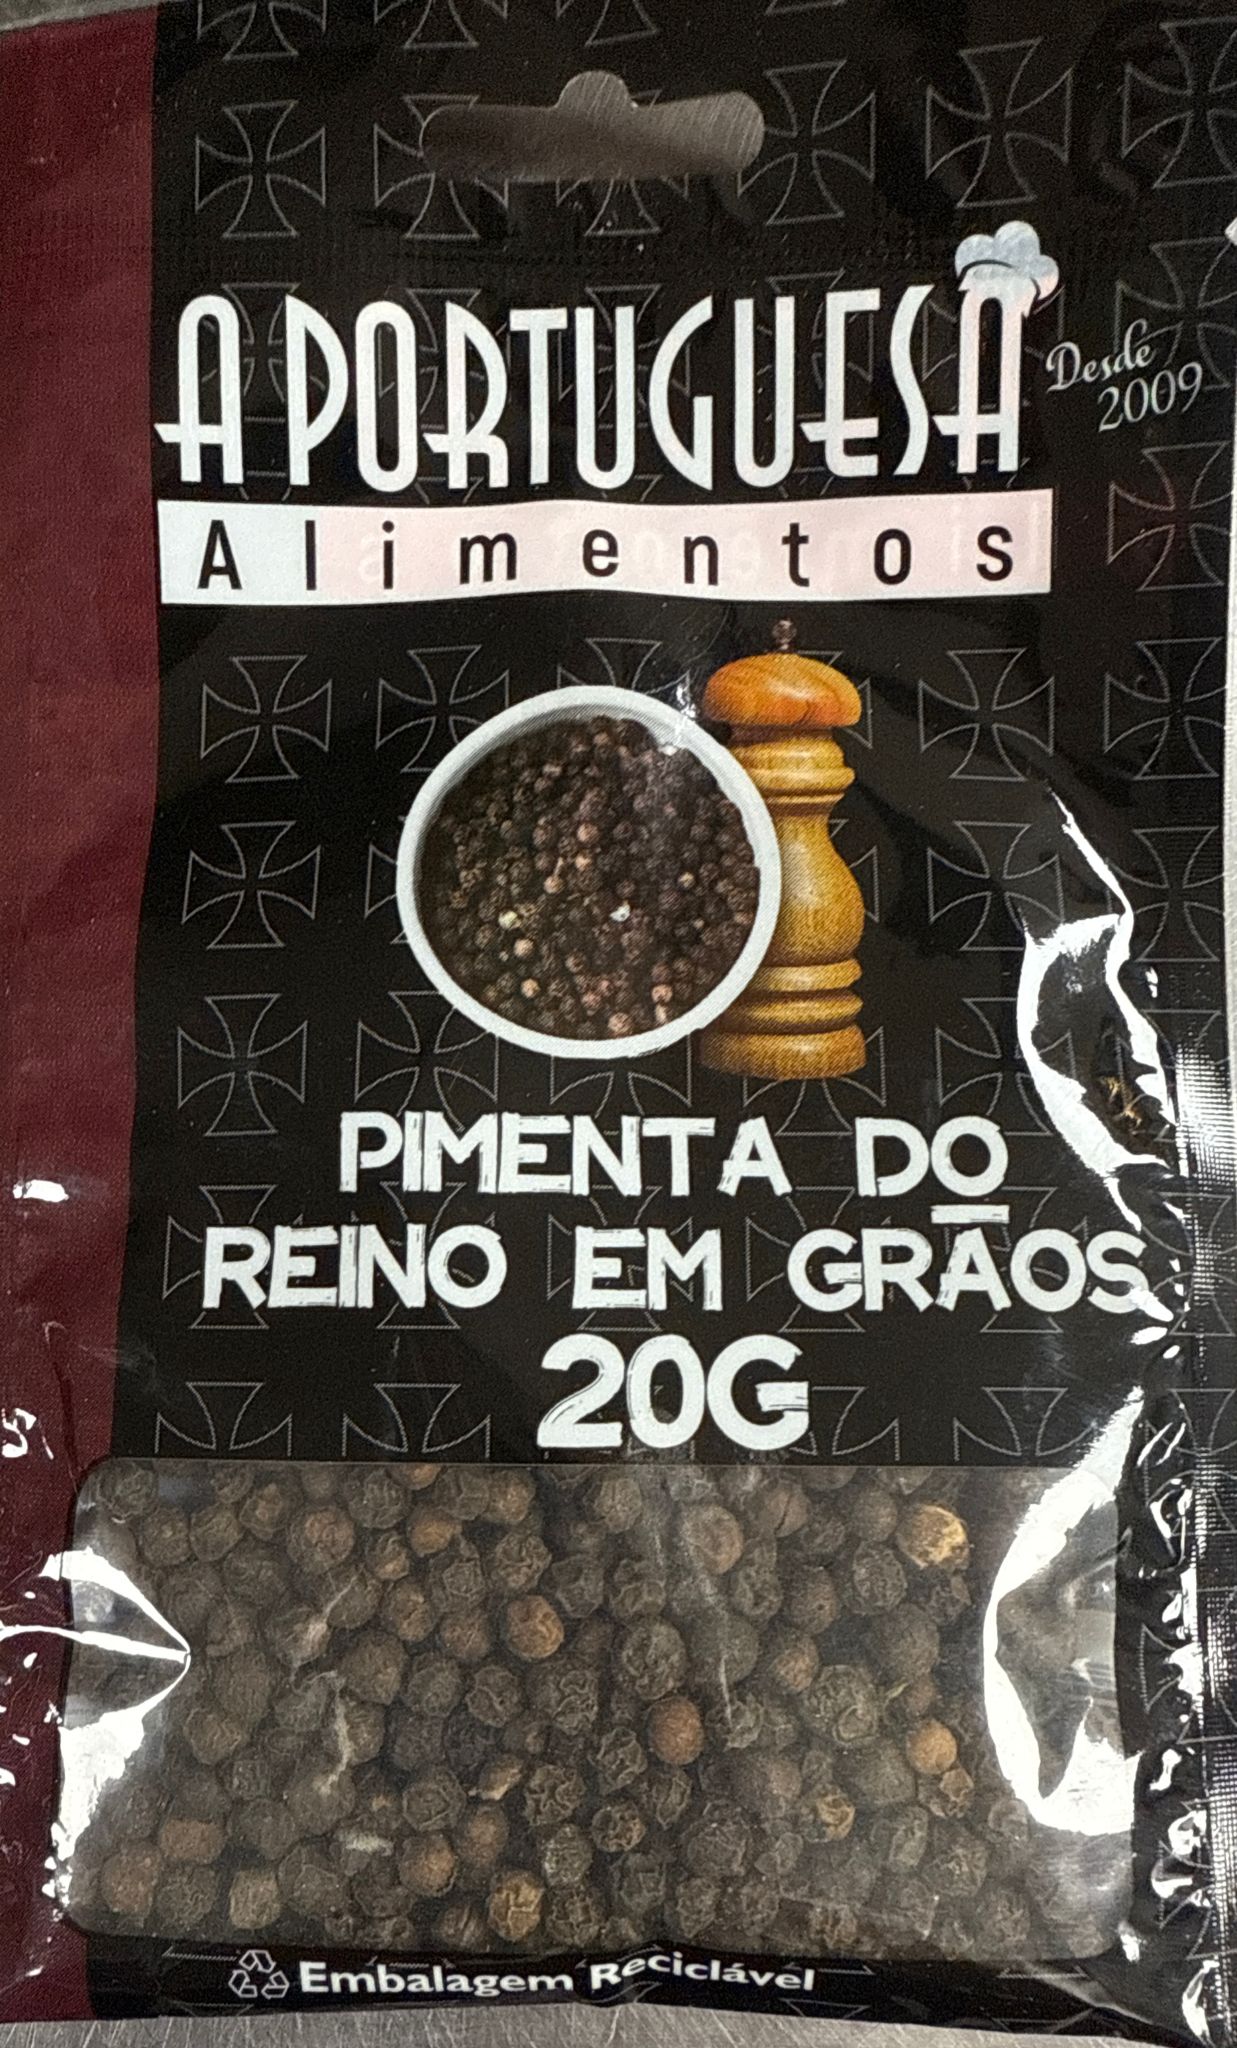 A PORTUGUESA
Desde
2009
Alimentos
PIMENTA DO
REINO EM GRÃOS
20G
Embalagem Reciclável